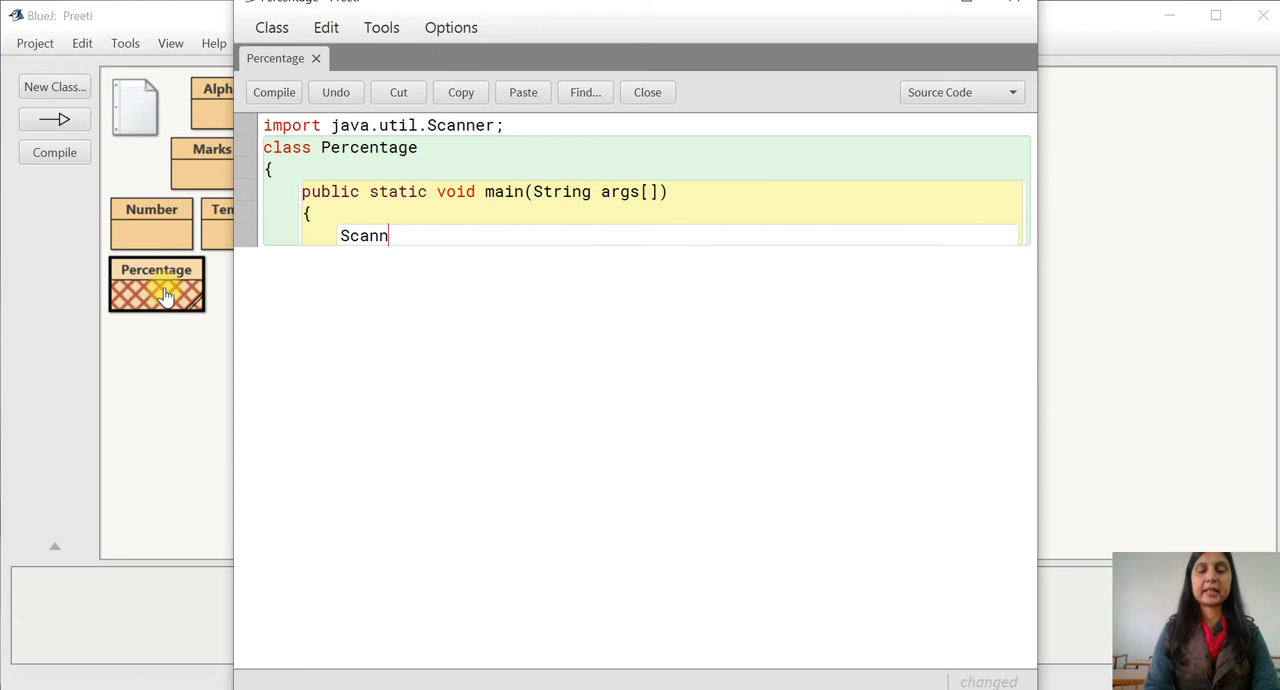 BlueJ: Preeti
Project Edit Tools View Help
New Class...
Compile
Alph
Marks
Number
Ten
Percentage
Class Edit Tools Options
Percentage
Compile Undo Cut Copy Paste Find... Close Source Code
import java.util.Scanner;
class Percentage
{
public static void main(String args[])
{
Scann
changed